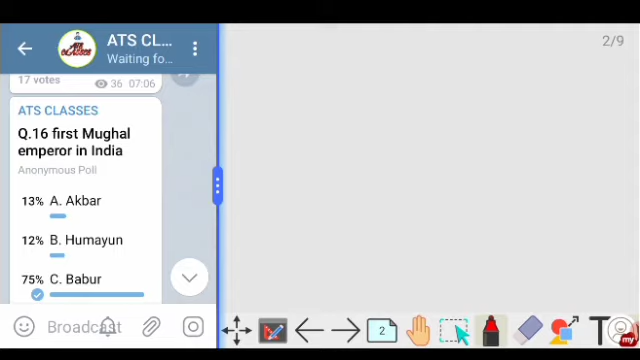 ATS CL...
Waiting fo...
17 votes
36 07:06
ATS CLASSES
Q.16 first Mughal
emperor in India
Anonymous Poll
13% A. Akbar
12% B. Humayun
75% C. Babur
Broadcast
2/9
2
T
my